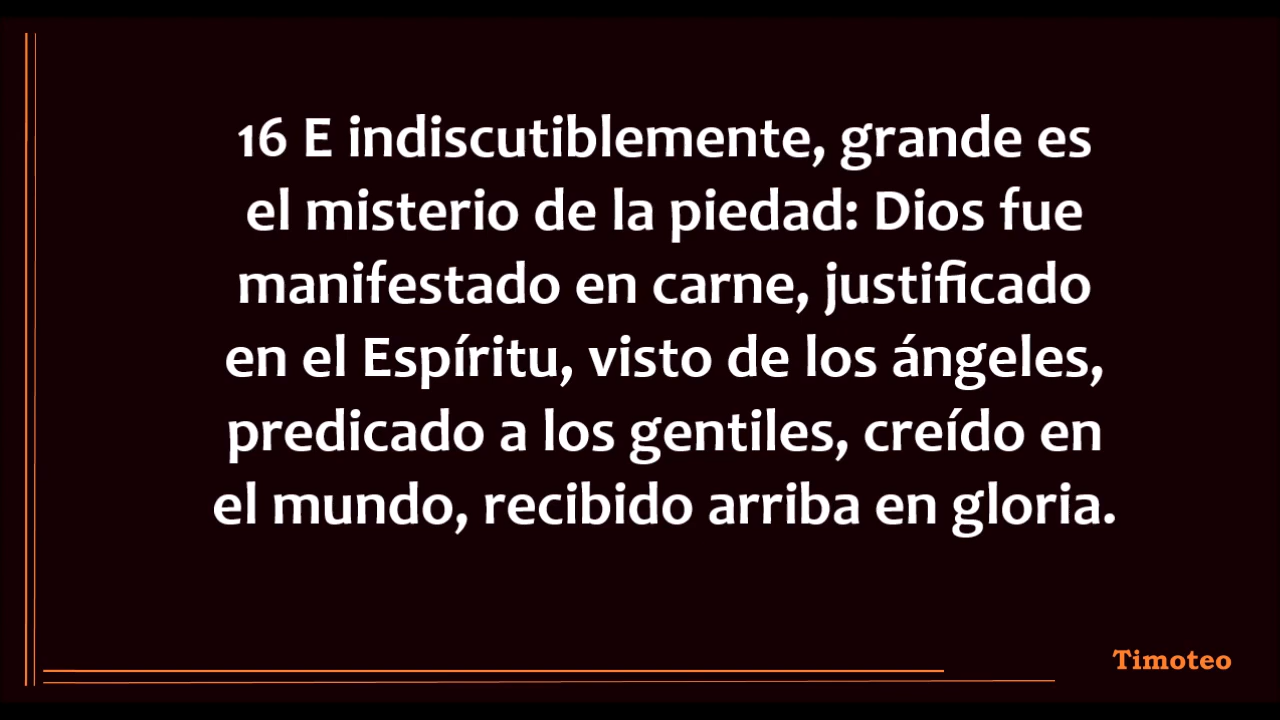 16 E indiscutiblemente, grande es
el misterio de la piedad: Dios fue
manifestado en carne, justificado
en el Espíritu, visto de los ángeles,
predicado a los gentiles, creído en
el mundo, recibido arriba en gloria.
Timoteo